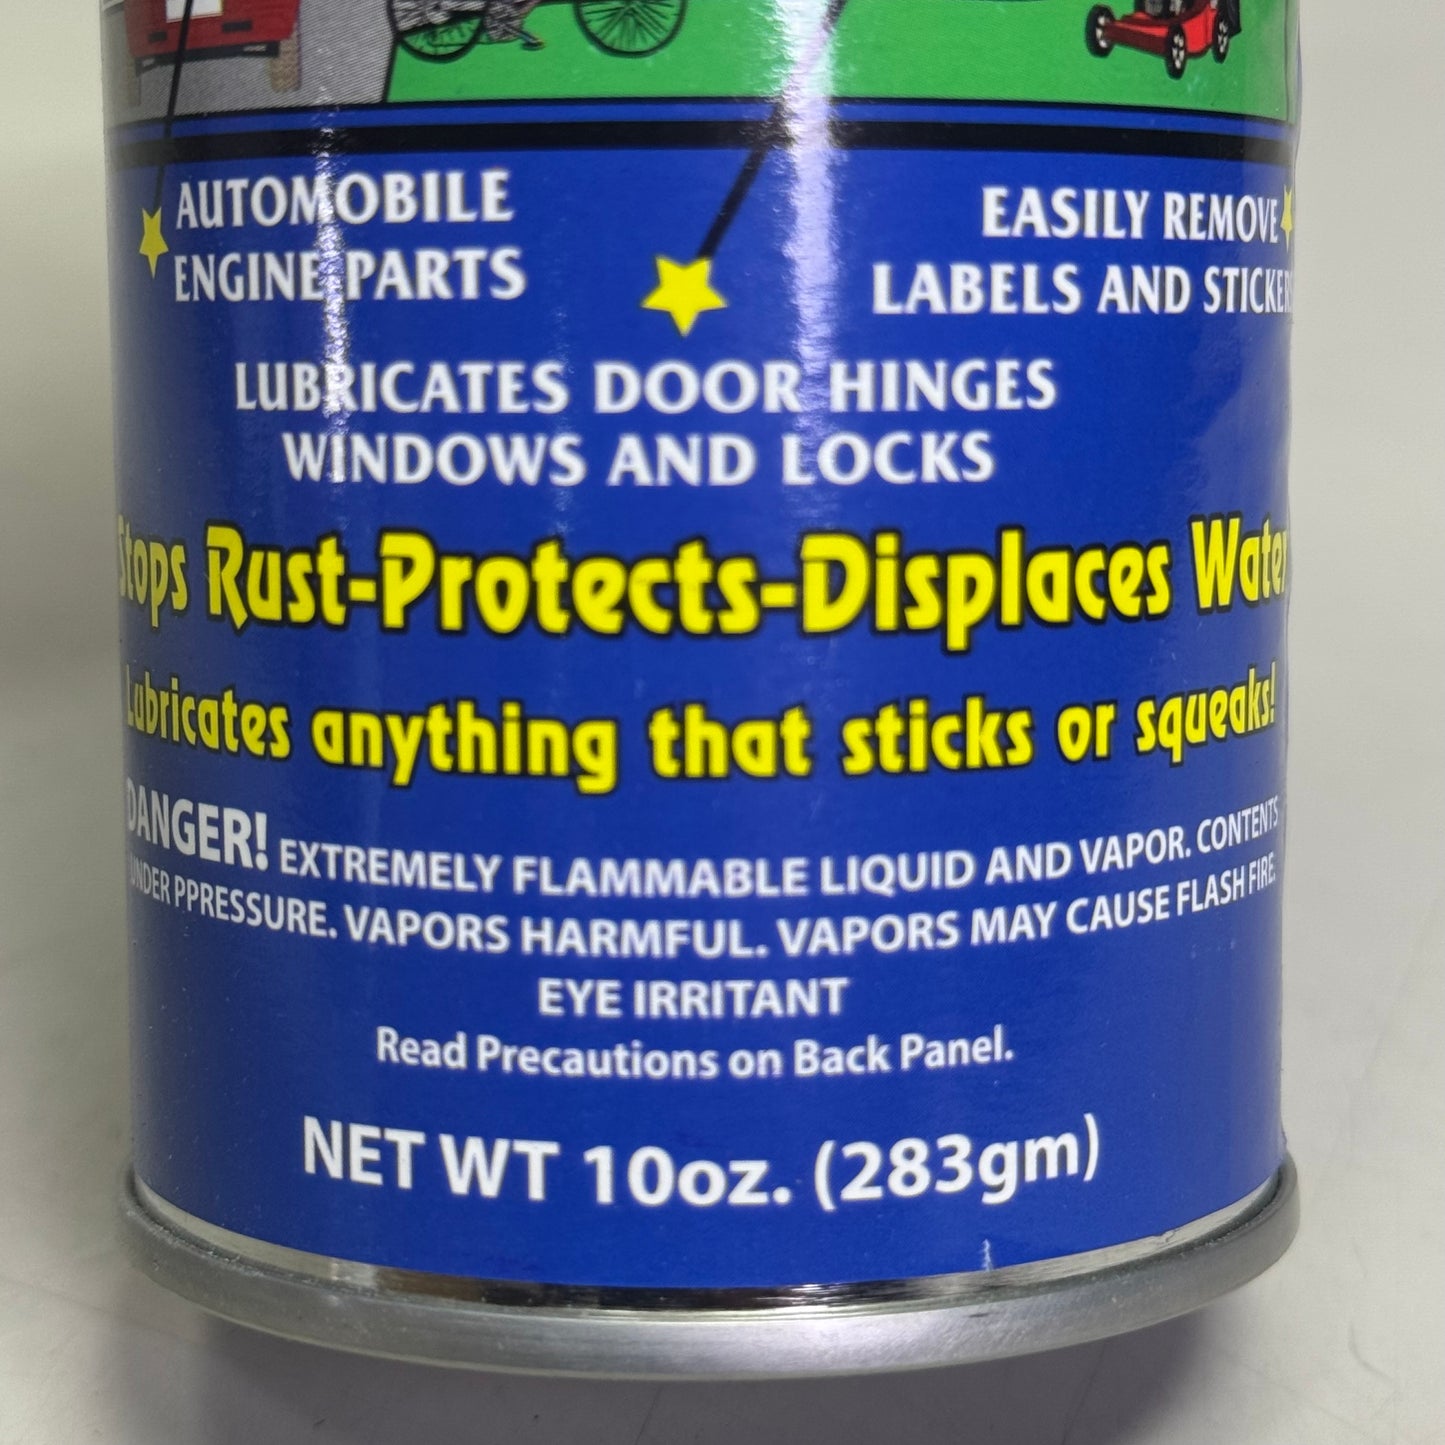 AUTOMOBILE
ENGINE PARTS
EASILY REMOVE
LABELS AND STICKERS
LUBRICATES DOOR HINGES
WINDOWS AND LOCKS
Stops Rust-Protects-Displaces Water
Lubricates anything that sticks or squeaks!
DANGER! EXTREMELY FLAMMABLE LIQUID AND VAPOR. CONTENTS
UNDER PPRESSURE. VAPORS HARMFUL. VAPORS MAY CAUSE FLASH FIRE.
EYE IRRITANT
Read Precautions on Back Panel.
NET WT 10oz. (283gm)